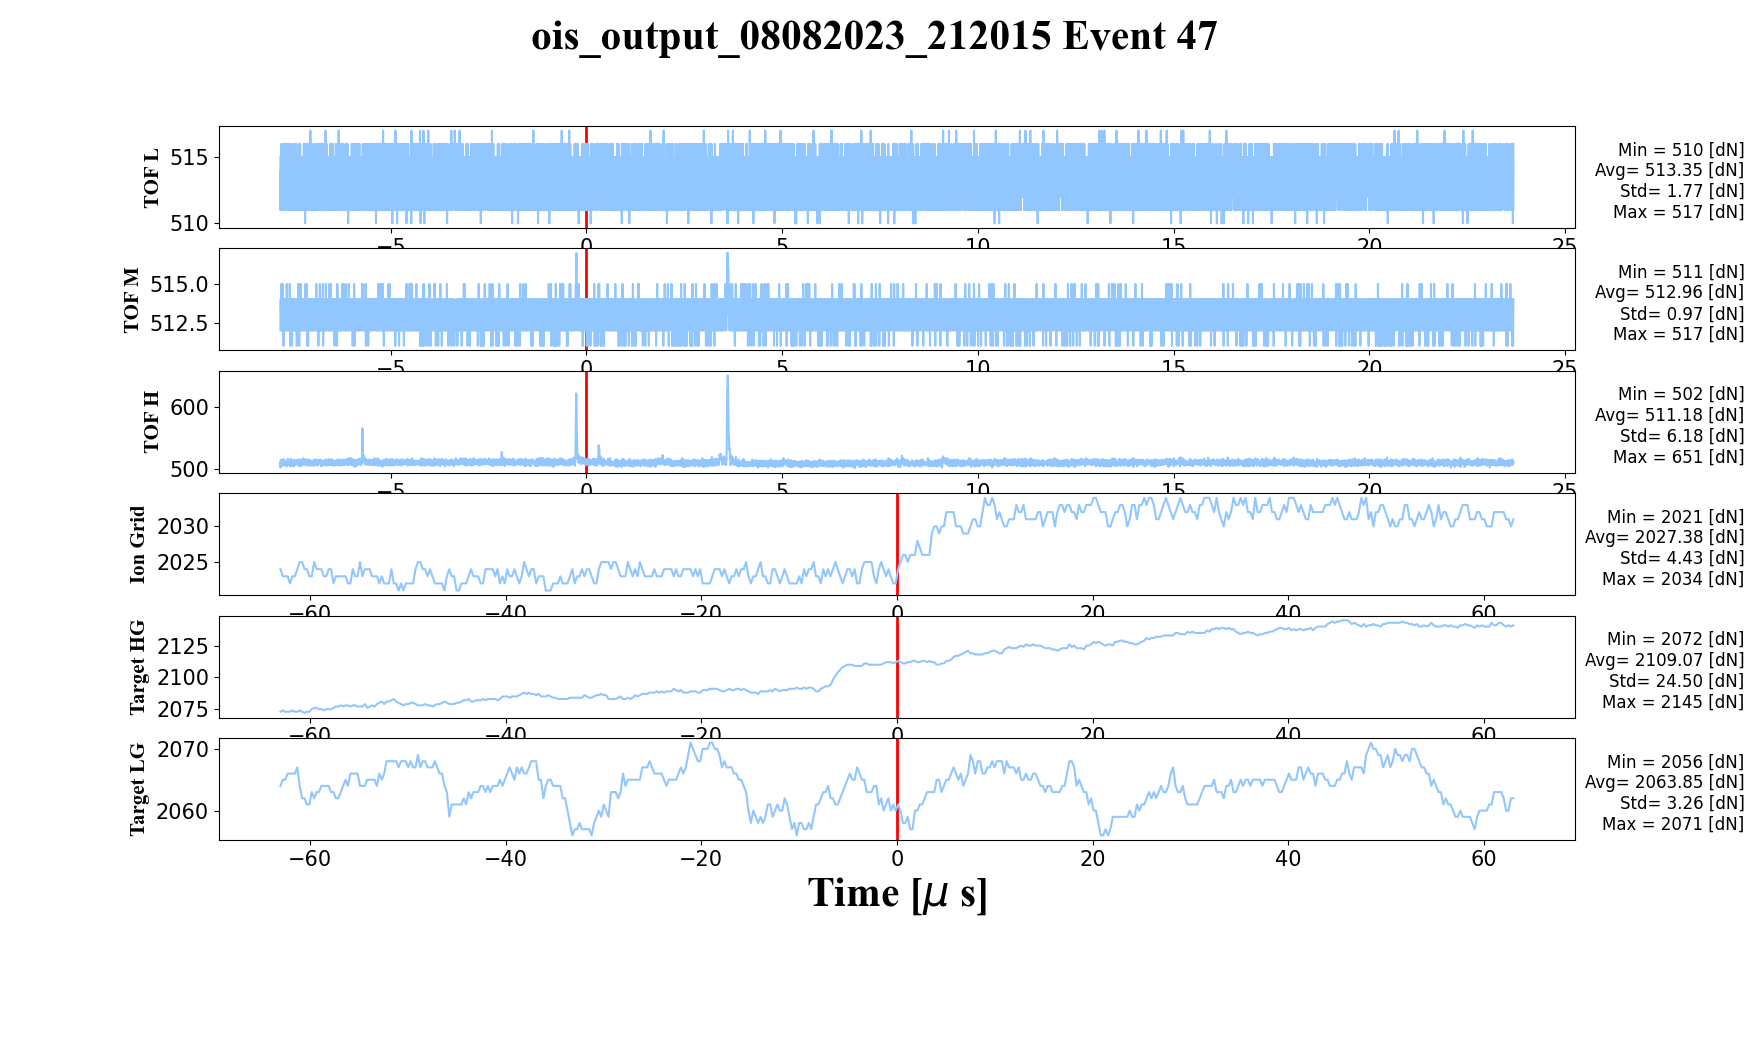 ois_output_08082023_212015 Event 47
TOF L
515
510
−5
0
5
10
15
20
25
Min = 510 [dN]
Avg= 513.35 [dN]
Std= 1.77 [dN]
Max = 517 [dN]
TOF M
515.0
512.5
−5
0
5
10
15
20
25
Min = 511 [dN]
Avg= 512.96 [dN]
Std= 0.97 [dN]
Max = 517 [dN]
TOF H
600
500
−5
0
5
10
15
20
25
Min = 502 [dN]
Avg= 511.18 [dN]
Std= 6.18 [dN]
Max = 651 [dN]
Ion Grid
2030
2025
−60
−40
−20
0
20
40
60
Min = 2021 [dN]
Avg= 2027.38 [dN]
Std= 4.43 [dN]
Max = 2034 [dN]
Target HG
2125
2100
2075
−60
−40
−20
0
20
40
60
Min = 2072 [dN]
Avg= 2109.07 [dN]
Std= 24.50 [dN]
Max = 2145 [dN]
Target LG
2070
2060
−60
−40
−20
0
20
40
60
Min = 2056 [dN]
Avg= 2063.85 [dN]
Std= 3.26 [dN]
Max = 2071 [dN]
Time [μ s]